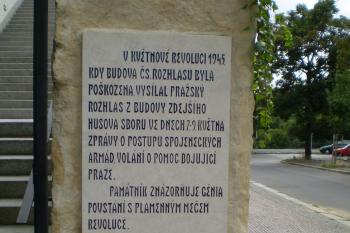 V KVĚTNOVÉ REVOLUCI 1945
KDY BUDOVA ČS. ROZHLASU BYLA
POŠKOZENA VYSÍLAL PRAŽSKÝ
ROZHLAS Z BUDOVY ZDEJŠÍHO
HUSOVA SBORU VE DNECH 7-9 KVĚTNA
ZPRÁVY O POSTUPU SPOJENECKÝCH
ARMÁD, VOLÁNÍ O POMOC BOJUJÍCÍ
PRAZE.
PAMÁTNÍK ZNÁZORŇUJE GÉNIA
POVSTÁNÍ S PLAMENNÝM MEČEM
REVOLUCE.